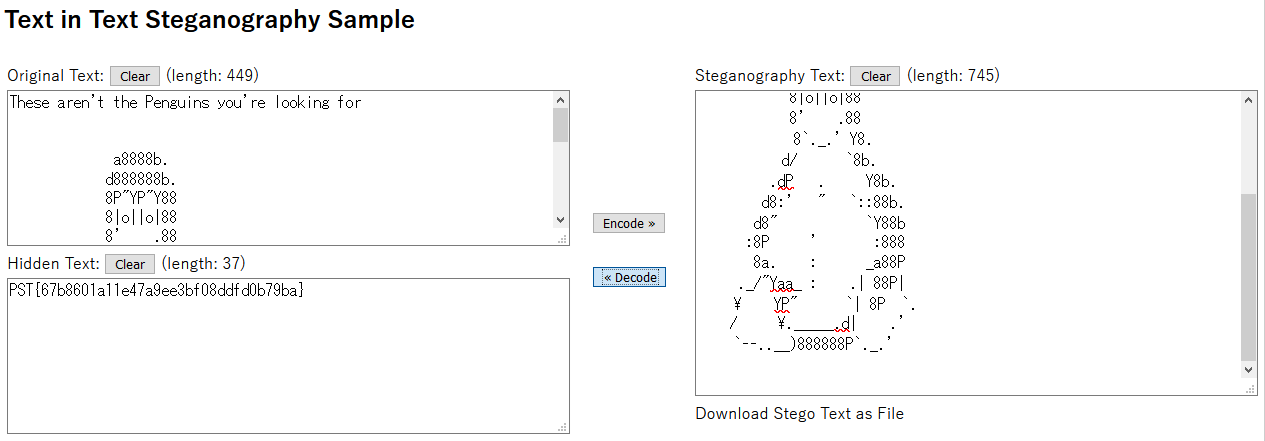 Text in Text Steganography Sample
Original Text: Clear (length: 449)
These aren't the Penguins you're looking for
a8888b.
d888888b.
8P"YP"Y88
8|o||o|88
8'    .88
Hidden Text: Clear (length: 37)
PST{67b8601a11e47a9ee3bf08ddfd0b79ba}
Encode »
« Decode
Steganography Text: Clear (length: 745)
8|o||o|88
8'    .88
8`._.' Y8.
d/      `8b.
.dP   .     Y8b.
d8:'   "   `::88b.
d8"           `Y88b
:8P     '       :888
8a.    :      _a88P
._/"Yaa_ :    .| 88P|
¥    YP"      `| 8P  `.
/     ¥._____.d|    .'
`--..__)888888P`._.'
Download Stego Text as File